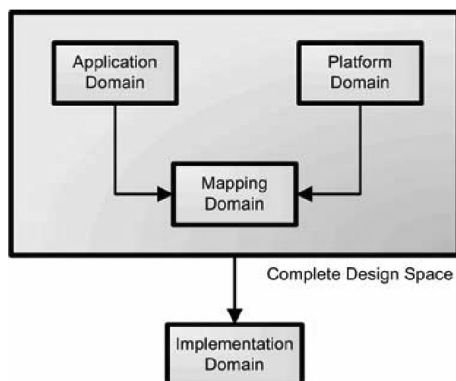 Application
Domain
Platform
Domain
Mapping
Domain
Complete Design Space
Implementation
Domain